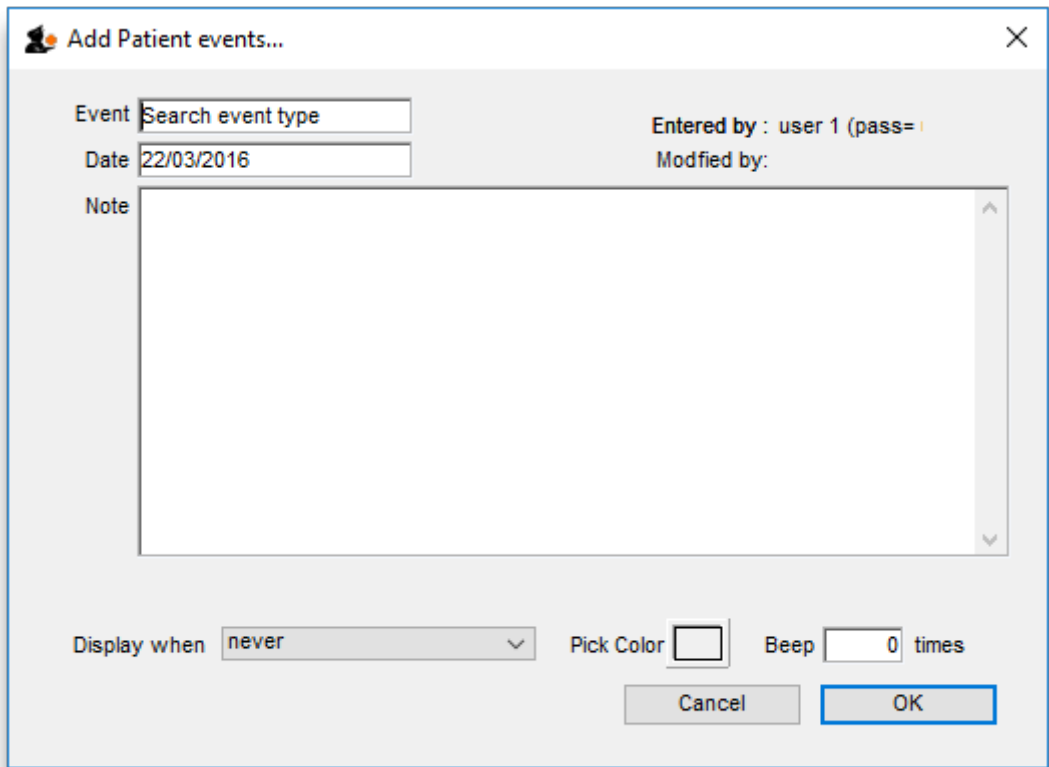 Add Patient events...
Event Search event type
Entered by : user 1 (pass=
Date 22/03/2016
Modfied by:
Note
Display when never Pick Color Beep 0 times
Cancel OK